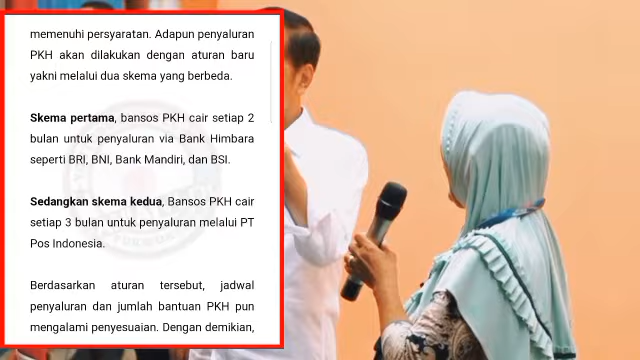 memenuhi persyaratan. Adapun penyaluran
PKH akan dilakukan dengan aturan baru
yakni melalui dua skema yang berbeda.
Skema pertama, bansos PKH cair setiap 2
bulan untuk penyaluran via Bank Himbara
seperti BRI, BNI, Bank Mandiri, dan BSI.
Sedangkan skema kedua, Bansos PKH cair
setiap 3 bulan untuk penyaluran melalui PT
Pos Indonesia.
Berdasarkan aturan tersebut, jadwal
penyaluran dan jumlah bantuan PKH pun
mengalami penyesuaian. Dengan demikian,